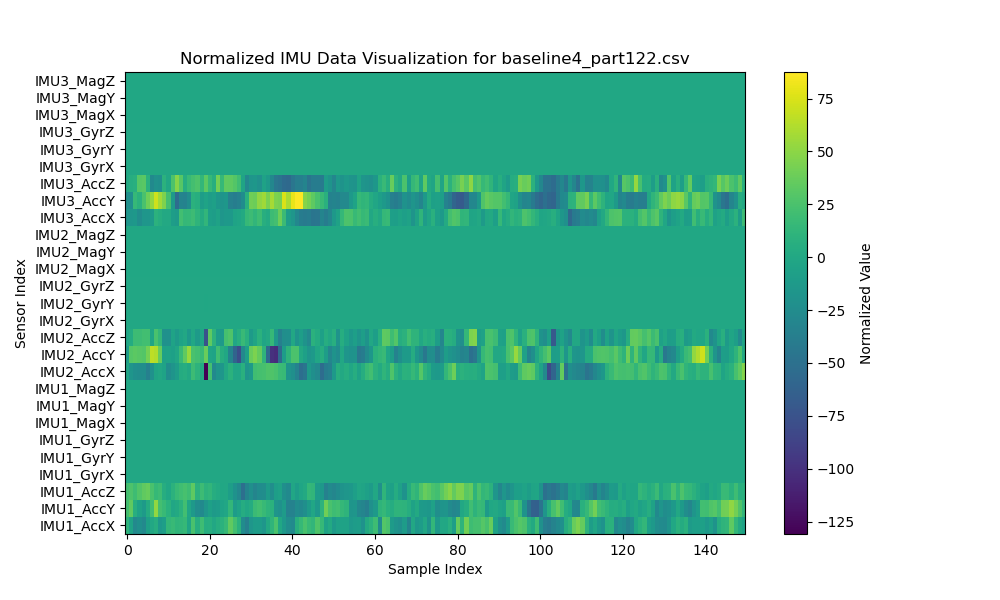 Normalized IMU Data Visualization for baseline4_part122.csv
IMU3_MagZ
IMU3_MagY
IMU3_MagX
IMU3_GyrZ
IMU3_GyrY
IMU3_GyrX
IMU3_AccZ
IMU3_AccY
IMU3_AccX
IMU2_MagZ
IMU2_MagY
IMU2_MagX
IMU2_GyrZ
IMU2_GyrY
IMU2_GyrX
IMU2_AccZ
IMU2_AccY
IMU2_AccX
IMU1_MagZ
IMU1_MagY
IMU1_MagX
IMU1_GyrZ
IMU1_GyrY
IMU1_GyrX
IMU1_AccZ
IMU1_AccY
IMU1_AccX
Sensor Index
0 20 40 60 80 100 120 140
Sample Index
75
50
25
0
−25
−50
−75
−100
−125
Normalized Value